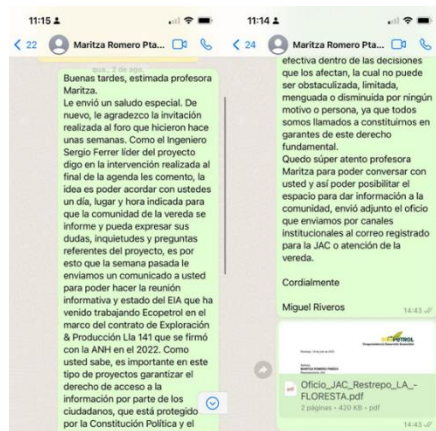 11:15
22
Maritza Romero Pta...
que., 2 de ago.
Buenas tardes, estimada profesora
Maritza.
Le envió un saludo especial. De
nuevo, le agradezco la invitación
realizada al foro que hicieron hace
unas semanas. Como el Ingeniero
Sergio Ferrer líder del proyecto
digo en la intervención realizada al
final de la agenda les comento, la
idea es poder acordar con ustedes
un día, lugar y hora indicada para
que la comunidad de la vereda se
informe y pueda expresar sus
dudas, inquietudes y preguntas
referentes del proyecto, es por
esto que la semana pasada le
enviamos un comunicado a usted
para poder hacer la reunión
informativa y estado del EIA que ha
venido trabajando Ecopetrol en el
marco del contrato de Exploración
& Producción Lla 141 que se firmó
con la ANH en el 2022. Como
usted sabe, es importante en este
tipo de proyectos garantizar el
derecho de acceso a la
información por parte de los
ciudadanos, que está protegido
por la Constitución Política y el
11:14
24
Maritza Romero Pta...
efectiva dentro de las decisiones
que los afectan, la cual no puede
ser obstaculizada, limitada,
menguada o disminuida por ningún
motivo o persona, ya que todos
somos llamados a constituirnos en
garantes de este derecho
fundamental.
Quedo súper atento profesora
Maritza para poder conversar con
usted y así poder posibilitar el
espacio para dar información a la
comunidad, envió adjunto el oficio
que enviamos por canales
institucionales al correo registrado
para la JAC o atención de la
vereda.
Cordialmente
Miguel Riveros
14:43
Oficio_JAC_Restrepo_LA_-
FLORESTA.pdf
2 páginas • 420 KB • pdf
14:43